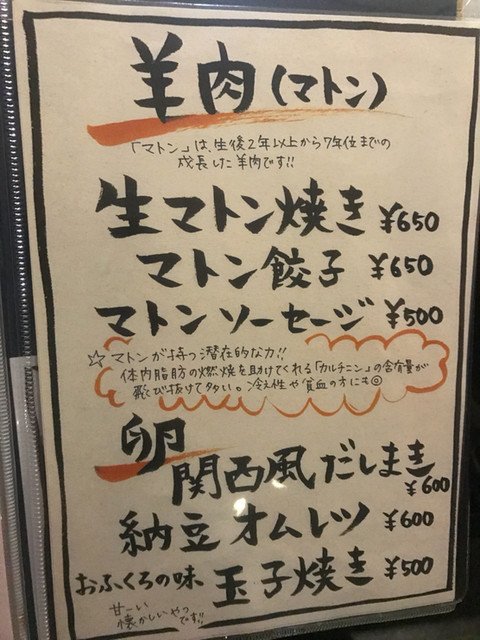 羊肉(マトン)
「マトン」は、生後2年以上から7年位までの
成長した羊肉です!!
生マトン焼き ¥650
マトン餃子 ¥650
マトンソーセージ ¥500
☆マトンが持つ潜在的な力!!
体内脂肪の燃焼を助けてくれる「カルチニン」の含有量が
飛び抜けて多い。冷え性や貧血の方にも◎
卵
関西風だしまき
¥600
納豆オムレツ ¥600
おふくろの味 玉子焼き ¥500
甘ーい
懐かしいやつ
です!!